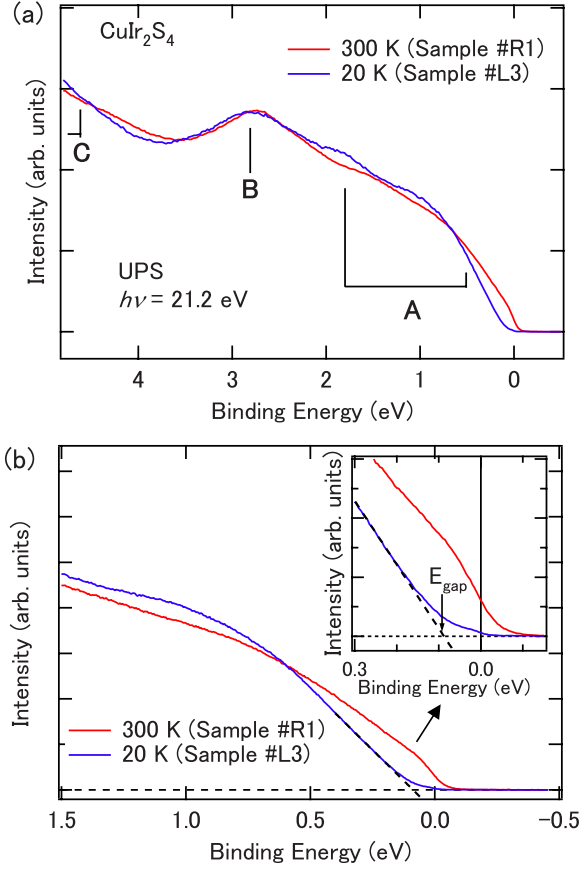 (a)
CuIr₂S₄
300 K (Sample #R1)
20 K (Sample #L3)
Intensity (arb. units)
C
B
A
UPS
hν = 21.2 eV
4 3 2 1 0
Binding Energy (eV)
(b)
Intensity (arb. units)
Intensity (arb. units)
E gap
0.3 0.0
Binding Energy (eV)
300 K (Sample #R1)
20 K (Sample #L3)
1.5 1.0 0.5 0.0 −0.5
Binding Energy (eV)